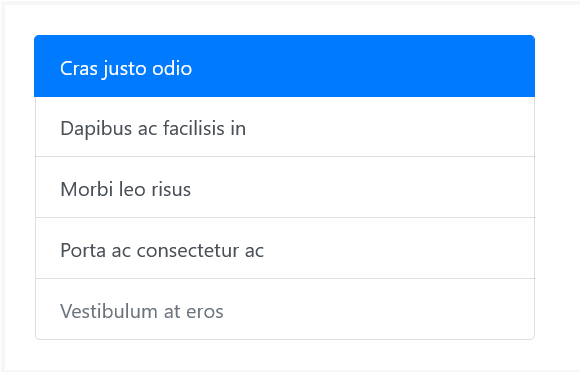 Cras justo odio
Dapibus ac facilisis in
Morbi leo risus
Porta ac consectetur ac
Vestibulum at eros